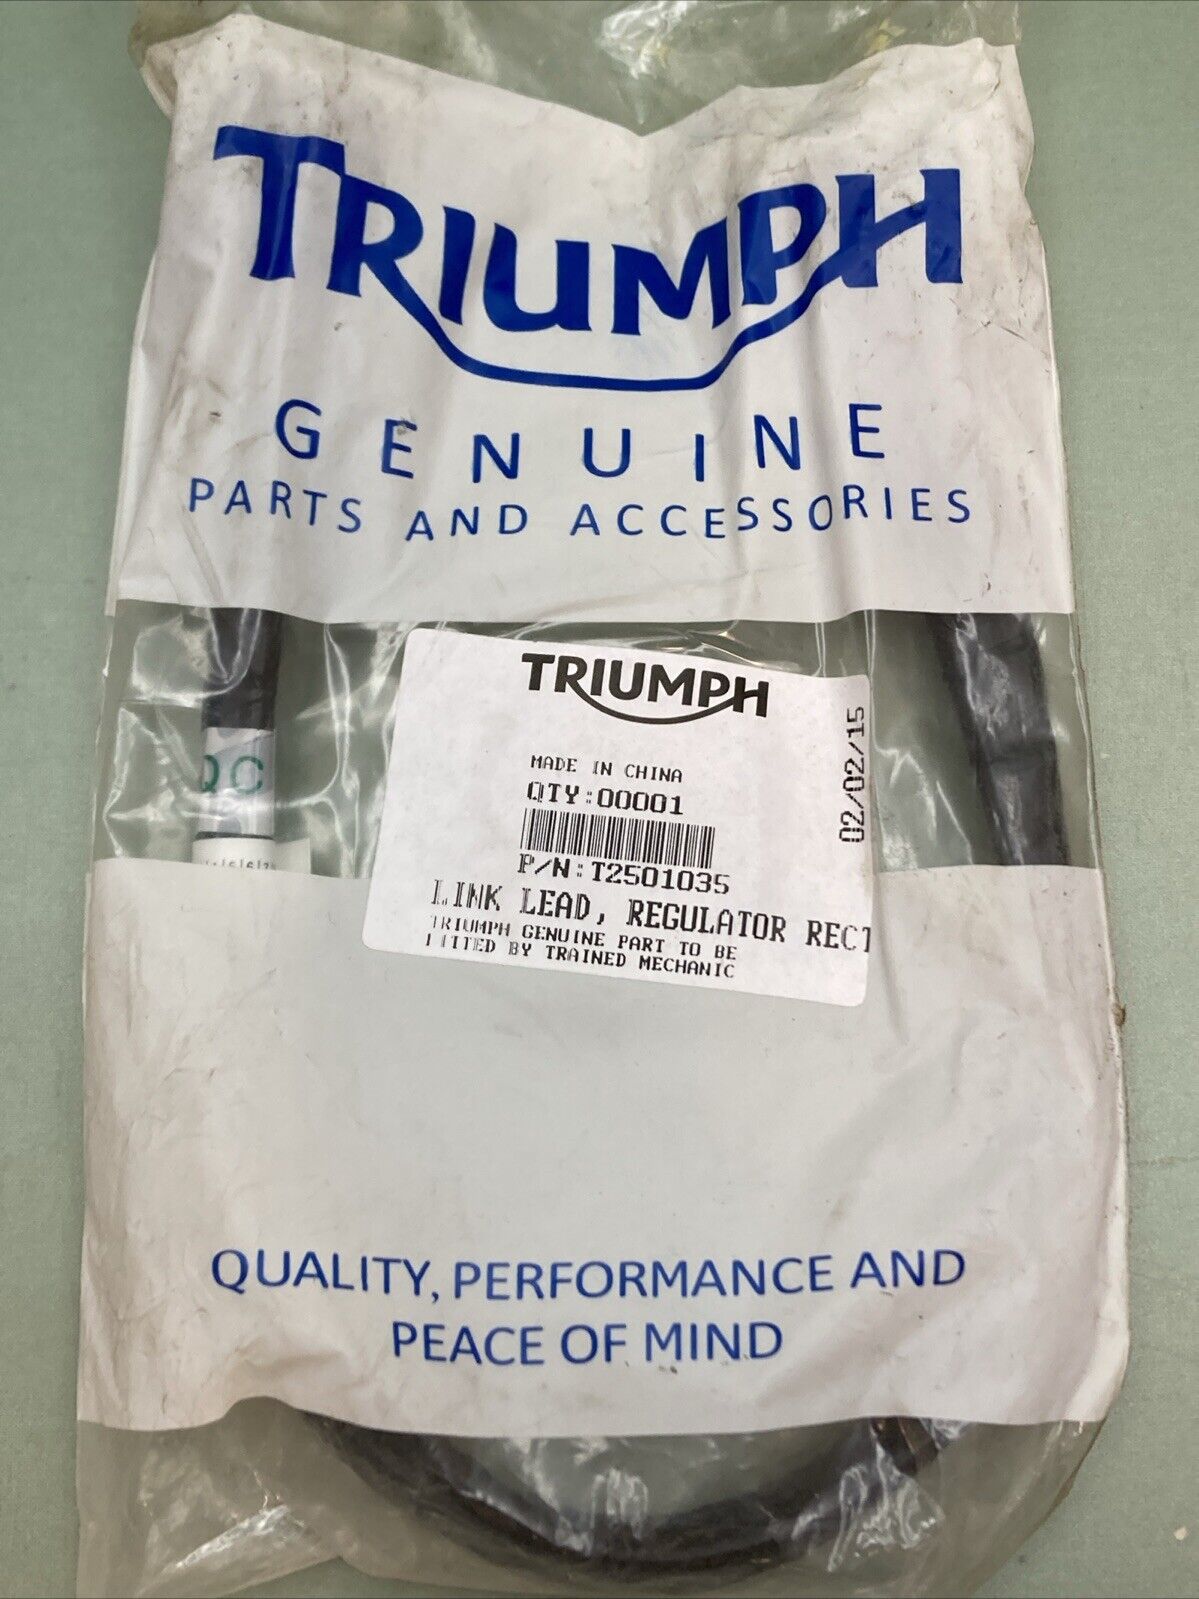 TRIUMPH
GENUINE
PARTS AND ACCESSORIES
TRIUMPH
MADE IN CHINA
QTY:00001
P/N:T2501035
LINK LEAD, REGULATOR RECT
TRIUMPH GENUINE PART TO BE
FITTED BY TRAINED MECHANIC
02/02/15
QC
QUALITY, PERFORMANCE AND
PEACE OF MIND